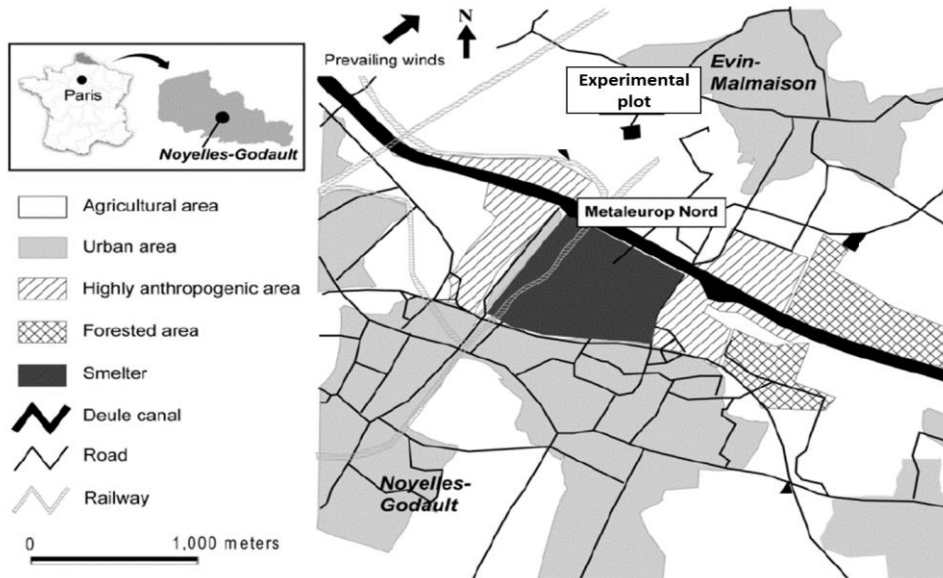 Paris
Noyelles-Godault
Agricultural area
Urban area
Highly anthropogenic area
Forested area
Smelter
Deule canal
Road
Railway
0 1,000 meters
Prevailing winds
N
Experimental
plot
Evin-
Malmaison
Metaleurop Nord
Noyelles-
Godault